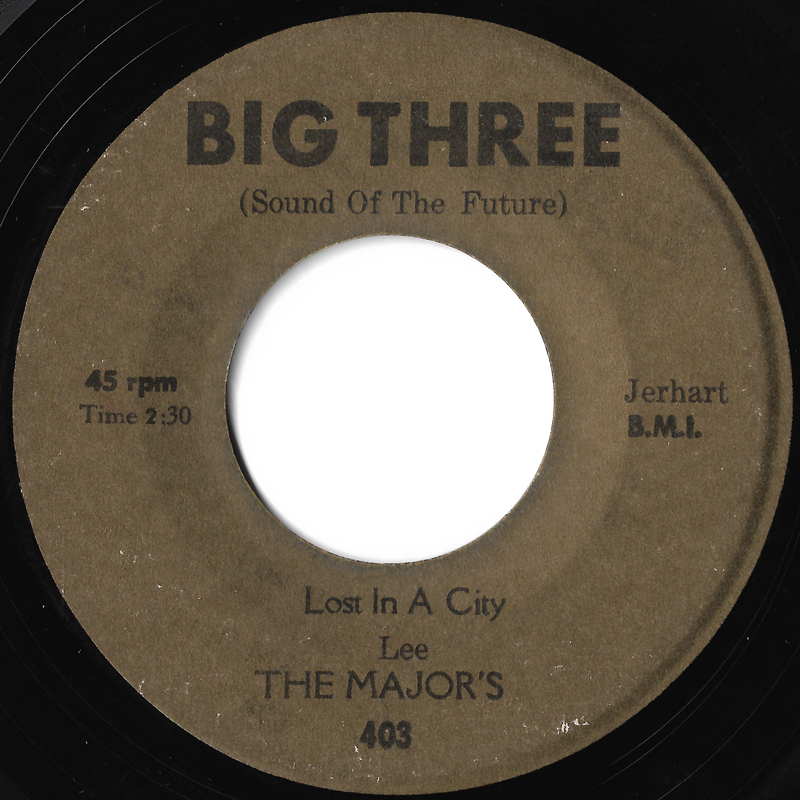 BIG THREE
(Sound Of The Future)
45 rpm
Time 2:30
Jerhart
B.M.I.
Lost In A City
Lee
THE MAJOR'S
403